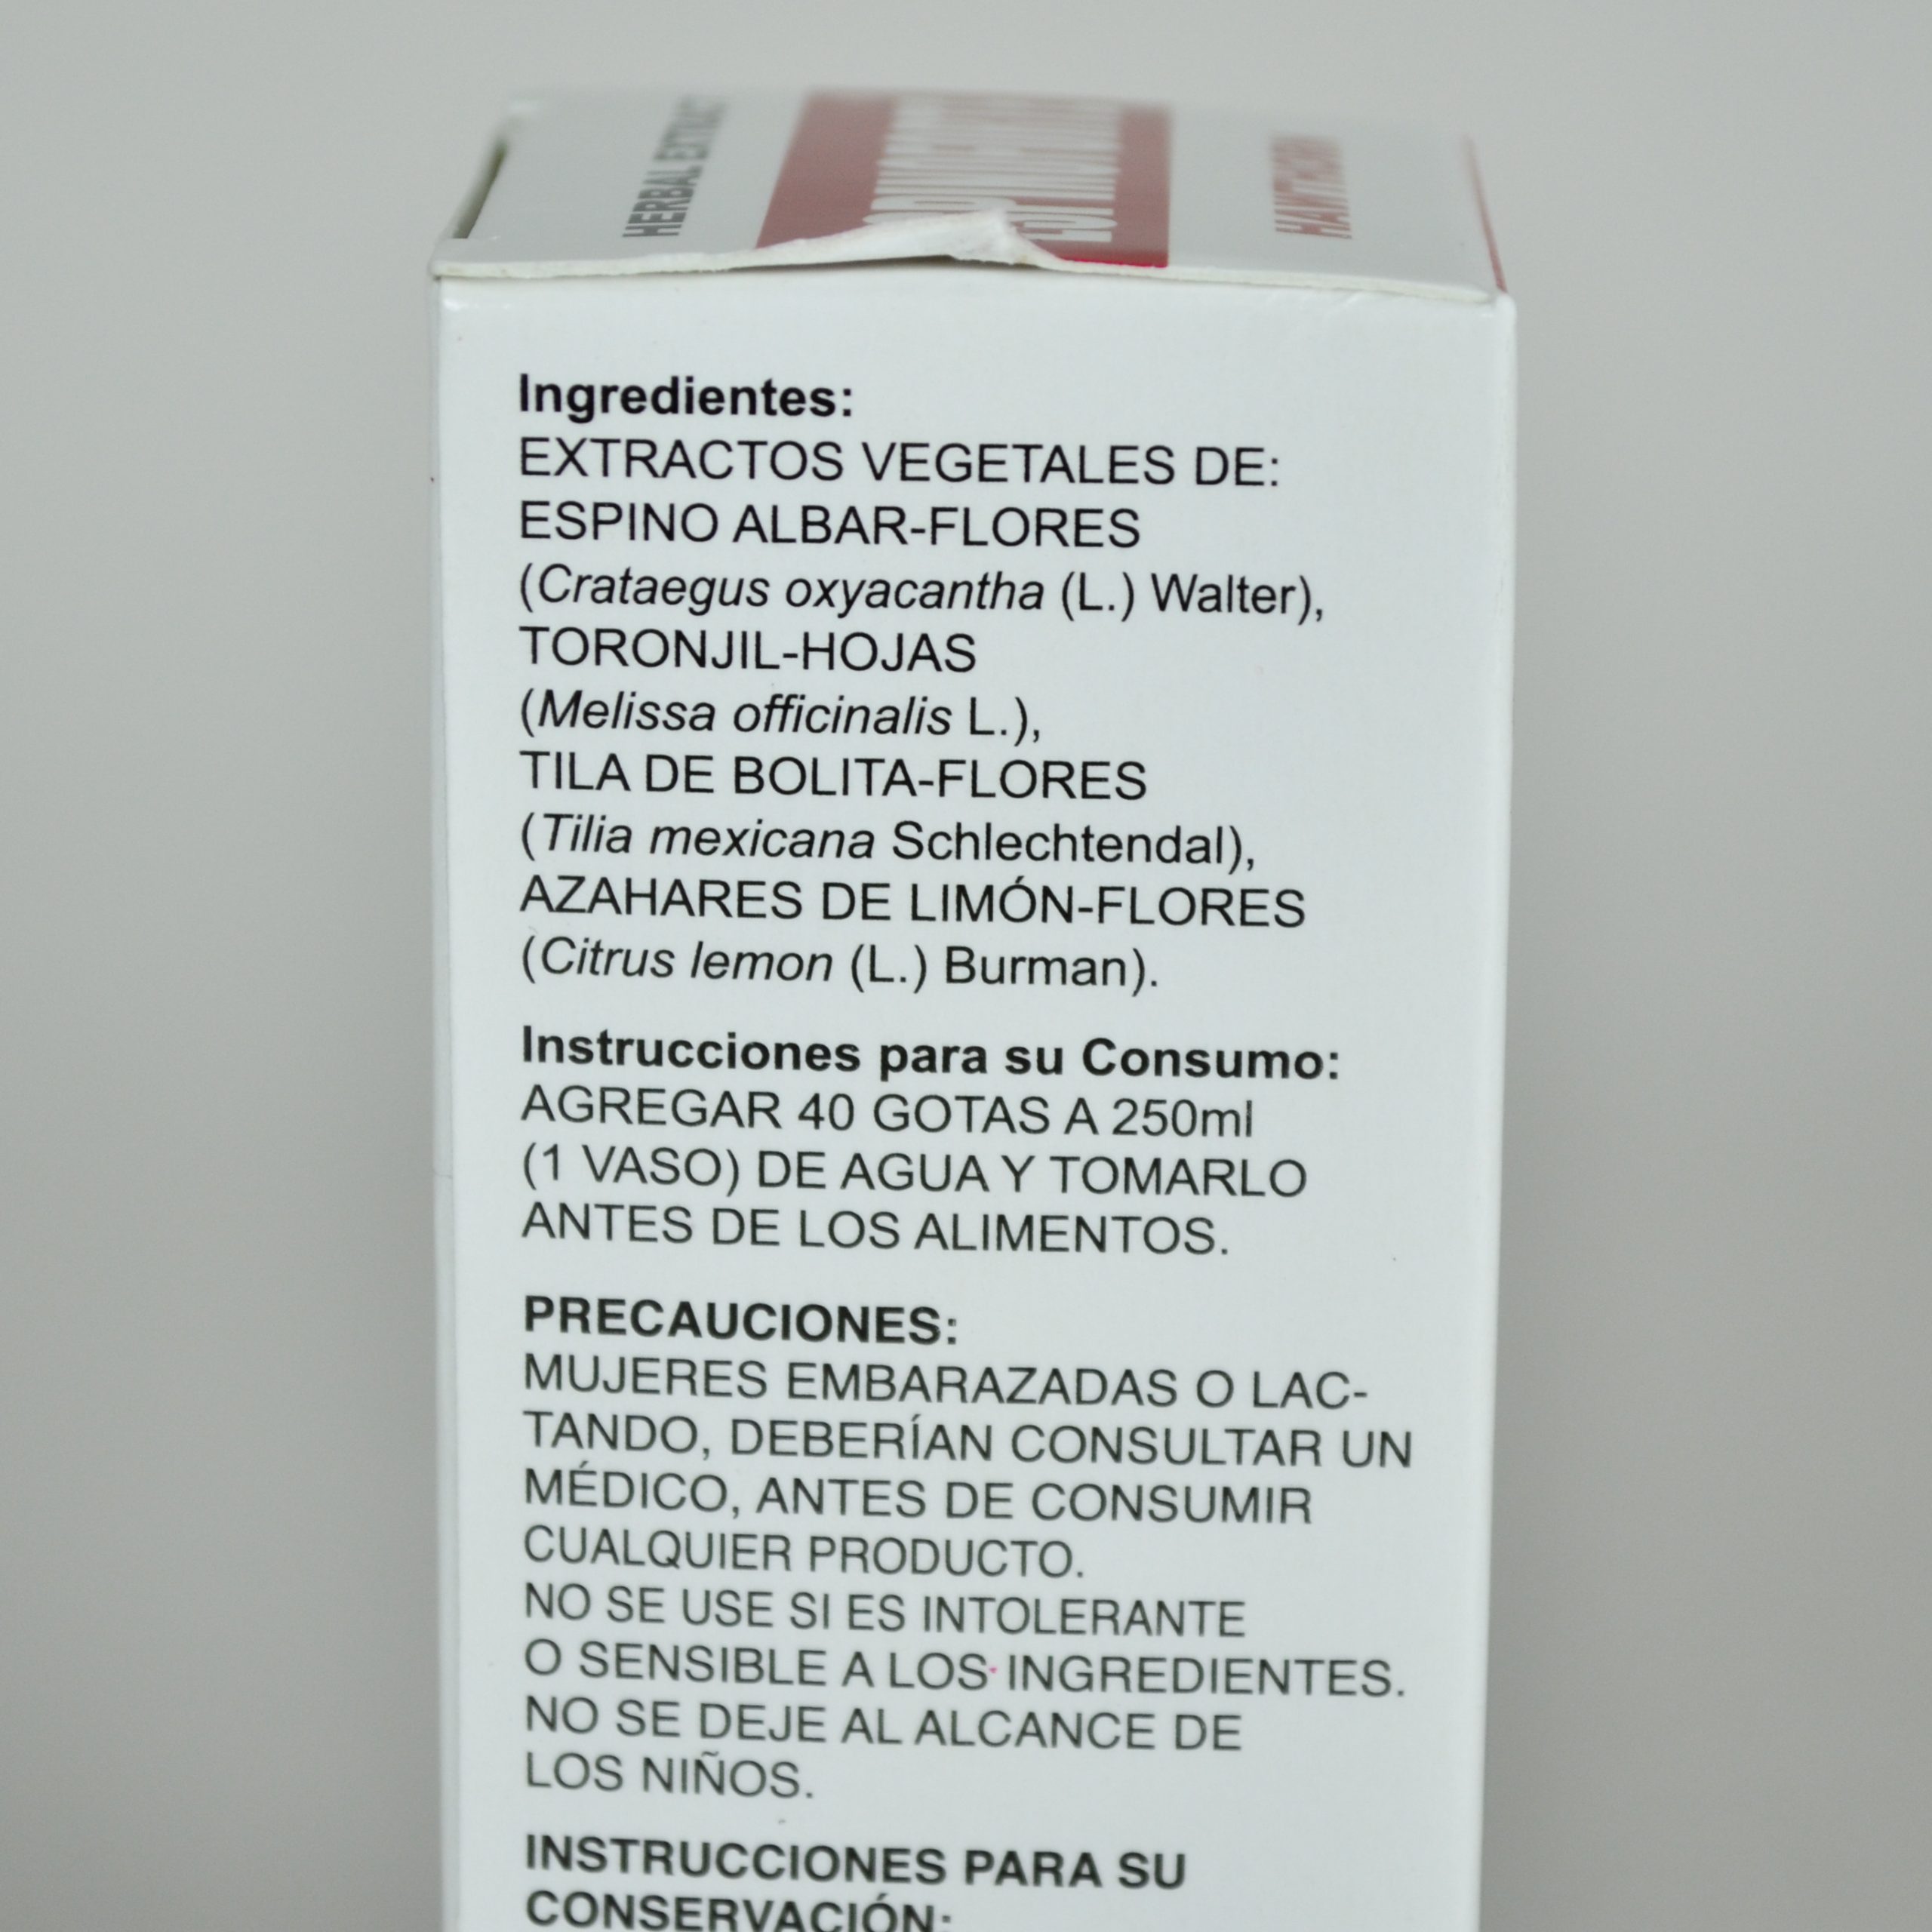 HERBAL EXTRACT
HAWTHORN
Ingredientes:
EXTRACTOS VEGETALES DE:
ESPINO ALBAR-FLORES
(Crataegus oxyacantha (L.) Walter),
TORONJIL-HOJAS
(Melissa officinalis L.),
TILA DE BOLITA-FLORES
(Tilia mexicana Schlechtendal),
AZAHARES DE LIMÓN-FLORES
(Citrus lemon (L.) Burman).
Instrucciones para su Consumo:
AGREGAR 40 GOTAS A 250ml
(1 VASO) DE AGUA Y TOMARLO
ANTES DE LOS ALIMENTOS.
PRECAUCIONES:
MUJERES EMBARAZADAS O LAC-
TANDO, DEBERÍAN CONSULTAR UN
MÉDICO, ANTES DE CONSUMIR
CUALQUIER PRODUCTO.
NO SE USE SI ES INTOLERANTE
O SENSIBLE A LOS INGREDIENTES.
NO SE DEJE AL ALCANCE DE
LOS NIÑOS.
INSTRUCCIONES PARA SU
CONSERVACIÓN: